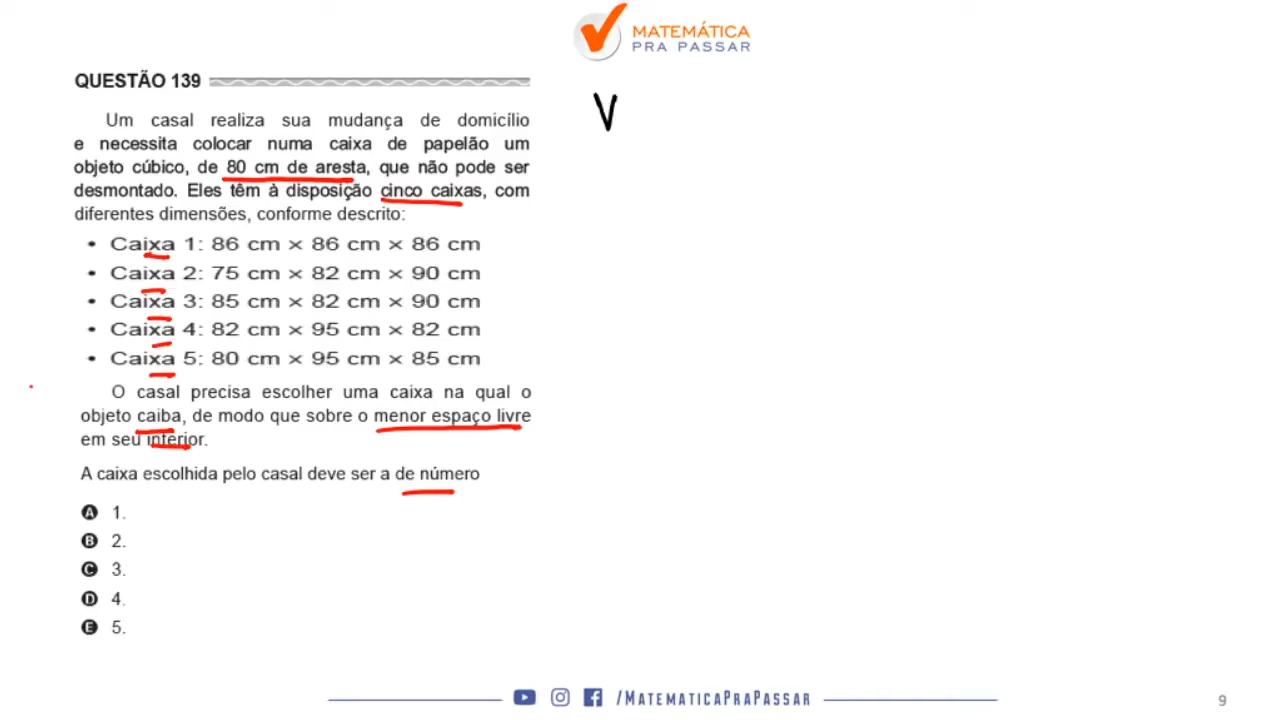 MATEMÁTICA
PRA PASSAR
QUESTÃO 139
V
Um casal realiza sua mudança de domicílio
e necessita colocar numa caixa de papelão um
objeto cúbico, de 80 cm de aresta, que não pode ser
desmontado. Eles têm à disposição cinco caixas, com
diferentes dimensões, conforme descrito:
• Caixa 1: 86 cm × 86 cm × 86 cm
• Caixa 2: 75 cm × 82 cm × 90 cm
• Caixa 3: 85 cm × 82 cm × 90 cm
• Caixa 4: 82 cm × 95 cm × 82 cm
• Caixa 5: 80 cm × 95 cm × 85 cm
O casal precisa escolher uma caixa na qual o
objeto caiba, de modo que sobre o menor espaço livre
em seu interior.
A caixa escolhida pelo casal deve ser a de número
A 1.
B 2.
C 3.
D 4.
E 5.
/MATEMATICAPRAPASSAR
9